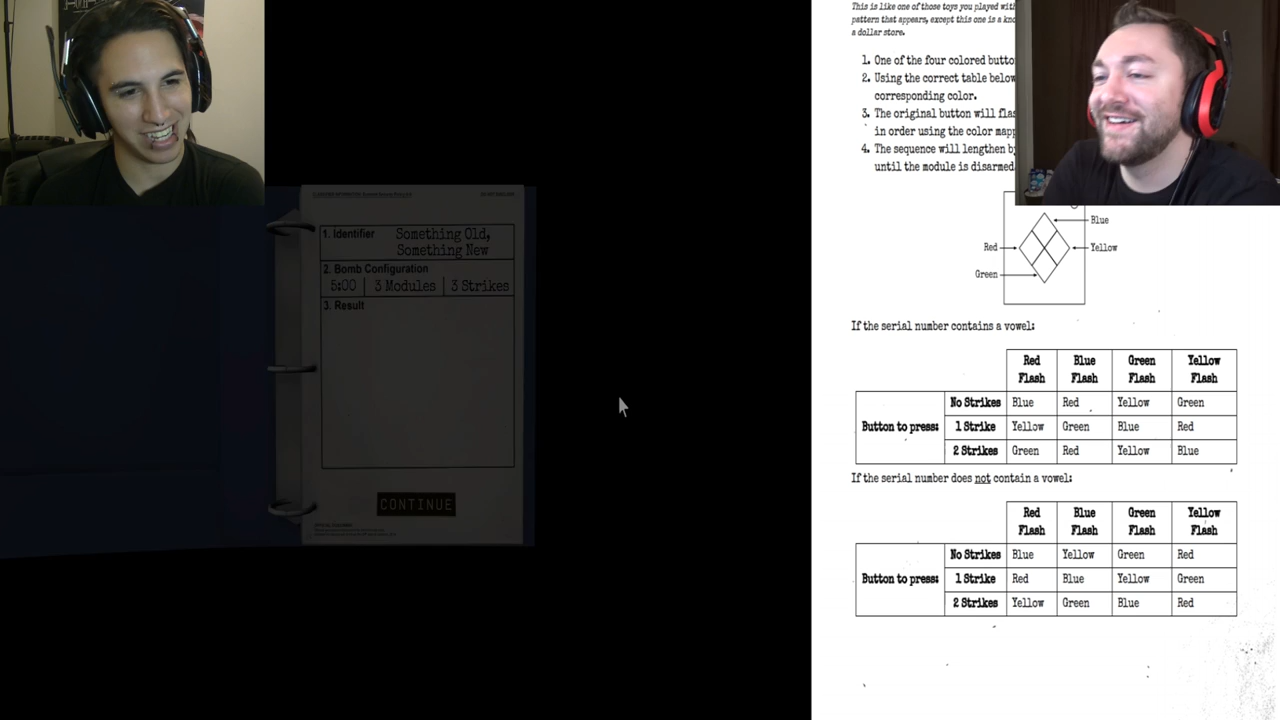 1. Identifier Something Old,
Something New
2. Bomb Configuration
5:00 3 Modules 3 Strikes
3. Result
CONTINUE
This is like one of those toys you played with
pattern that appears, except this one is a kno
a dollar store.
1. One of the four colored butto
2. Using the correct table below
corresponding color.
3. The original button will flas
in order using the color mapp
4. The sequence will lengthen b
until the module is disarmed
Blue
Red Yellow
Green
If the serial number contains a vowel:
Red Flash Blue Flash Green Flash Yellow Flash
Button to press:
No Strikes Blue Red Yellow Green
1 Strike Yellow Green Blue Red
2 Strikes Green Red Yellow Blue
If the serial number does not contain a vowel:
Red Flash Blue Flash Green Flash Yellow Flash
Button to press:
No Strikes Blue Yellow Green Red
1 Strike Red Blue Yellow Green
2 Strikes Yellow Green Blue Red